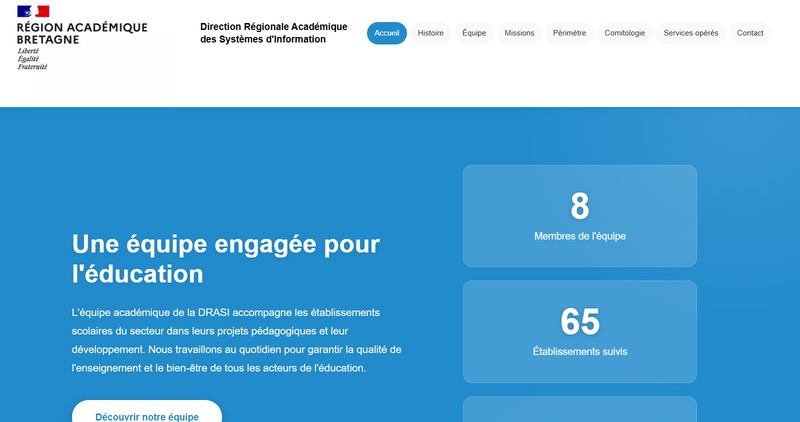 RÉGION ACADÉMIQUE
BRETAGNE
Liberté
Égalité
Fraternité
Direction Régionale Académique
des Systèmes d'Information
Accueil
Histoire
Équipe
Missions
Périmètre
Comitologie
Services opérés
Contact
Une équipe engagée pour
l'éducation
L'équipe académique de la DRASI accompagne les établissements
scolaires du secteur dans leurs projets pédagogiques et leur
développement. Nous travaillons au quotidien pour garantir la qualité de
l'enseignement et le bien-être de tous les acteurs de l'éducation.
Découvrir notre équipe
8
Membres de l'équipe
65
Établissements suivis